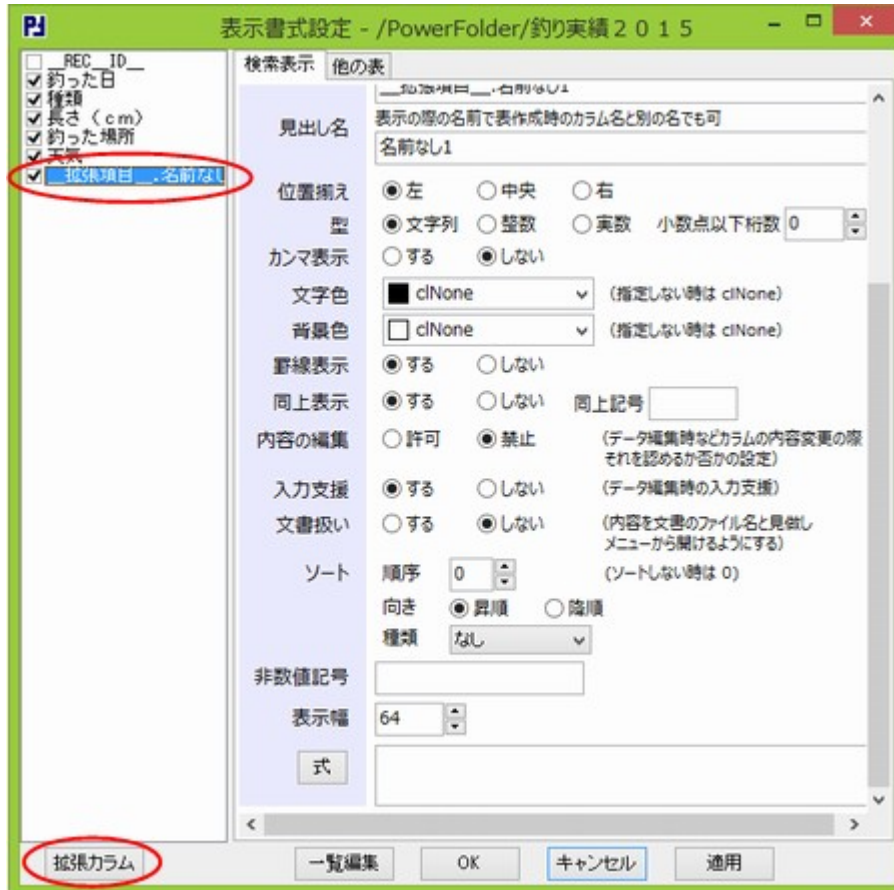 表示書式設定 - /PowerFolder/釣り実績２０１５
__REC__ID__
釣った日
種類
長さ（ｃｍ）
釣った場所
天気
__拡張項目__.名前なし
検索表示 他の表
__拡張項目__.名前なし1
見出し名 表示の際の名前で表作成時のカラム名と別の名でも可
名前なし1
位置揃え 左 中央 右
型 文字列 整数 実数 小数点以下桁数 0
カンマ表示 する しない
文字色 clNone (指定しない時は clNone)
背景色 clNone (指定しない時は clNone)
罫線表示 する しない
同上表示 する しない 同上記号
内容の編集 許可 禁止 (データ編集時などカラムの内容変更の際
それを認めるか否かの設定)
入力支援 する しない (データ編集時の入力支援)
文書扱い する しない (内容を文書のファイル名と見做し
メニューから開けるようにする)
ソート 順序 0 (ソートしない時は 0)
向き 昇順 降順
種類 なし
非数値記号
表示幅 64
式
拡張カラム 一覧編集 OK キャンセル 適用